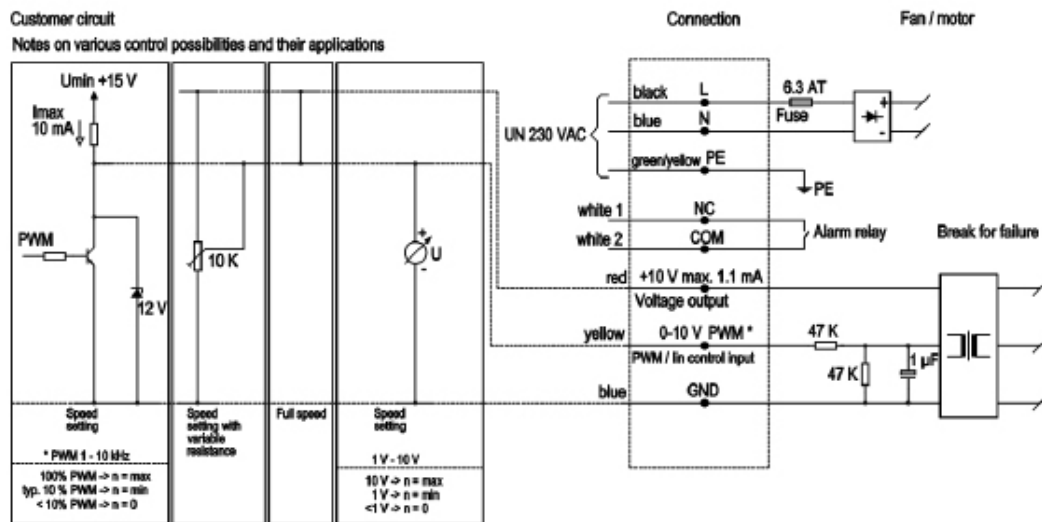 Customer circuit
Connection
Fan / motor
Notes on various control possibilities and their applications
Umin +15 V
Imax
10 mA
PWM
12 V
10 K
+
U
-
UN 230 VAC
black
L
6.3 AT
Fuse
+
-
blue
N
green/yellow
PE
PE
white 1
NC
white 2
COM
Alarm relay
Break for failure
red
+10 V max. 1.1 mA
Voltage output
yellow
0-10 V PWM *
PWM / lin control input
47 K
47 K
1 µF
blue
GND
Speed
setting
* PWM 1 - 10 kHz
100% PWM -> n = max
typ. 10 % PWM -> n = min
< 10% PWM -> n = 0
Speed
setting with
variable
resistance
Full speed
Speed
setting
1 V - 10 V
10 V -> n = max
1 V -> n = min
<1 V -> n = 0